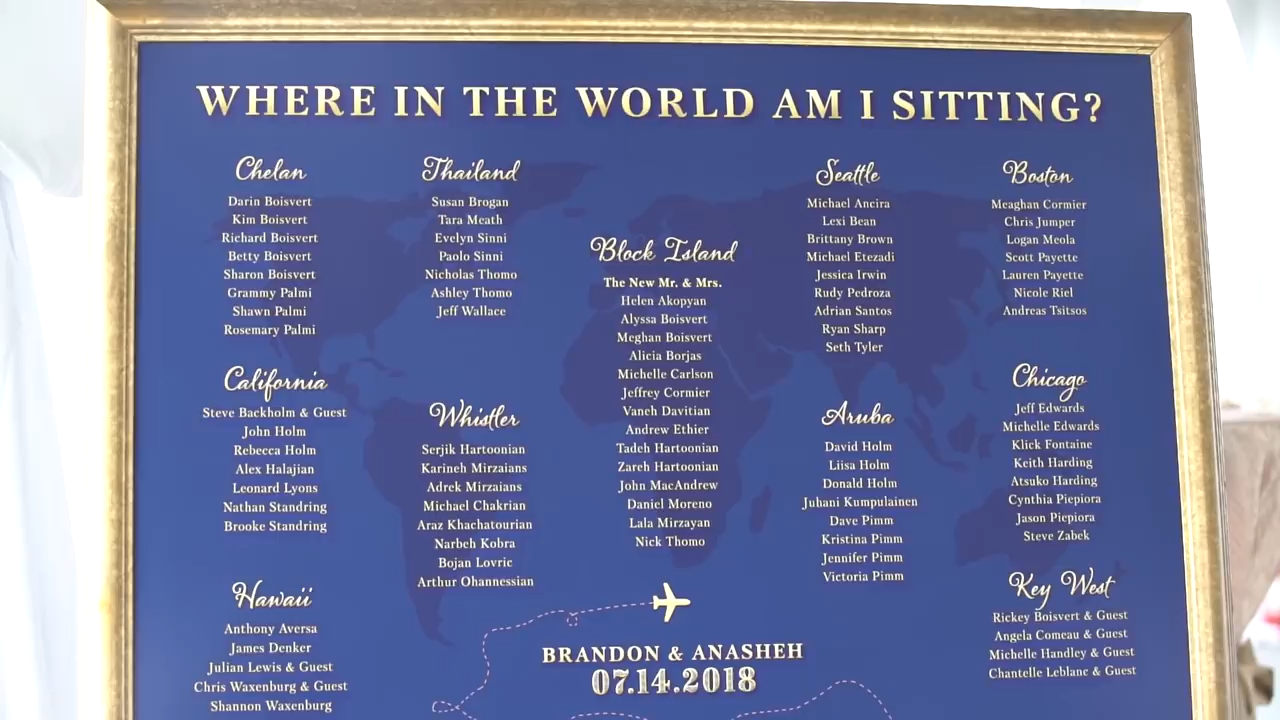 WHERE IN THE WORLD AM I SITTING?
Chelan
Darin Boisvert
Kim Boisvert
Richard Boisvert
Betty Boisvert
Sharon Boisvert
Grammy Palmi
Shawn Palmi
Rosemary Palmi
California
Steve Backholm & Guest
John Holm
Rebecca Holm
Alex Halajian
Leonard Lyons
Nathan Standring
Brooke Standring
Hawaii
Anthony Aversa
James Denker
Julian Lewis & Guest
Chris Waxenburg & Guest
Shannon Waxenburg
Thailand
Susan Brogan
Tara Meath
Evelyn Sinni
Paolo Sinni
Nicholas Thomo
Ashley Thomo
Jeff Wallace
Whistler
Serjik Hartoonian
Karineh Mirzaians
Adrek Mirzaians
Michael Chakrian
Araz Khachatourian
Narbeh Kobra
Bojan Lovric
Arthur Ohannessian
Block Island
The New Mr. & Mrs.
Helen Akopyan
Alyssa Boisvert
Meghan Boisvert
Alicia Borjas
Michelle Carlson
Jeffrey Cormier
Vaneh Davitian
Andrew Ethier
Tadeh Hartoonian
Zareh Hartoonian
John MacAndrew
Daniel Moreno
Lala Mirzayan
Nick Thomo
Seattle
Michael Ancira
Lexi Bean
Brittany Brown
Michael Etezadi
Jessica Irwin
Rudy Pedroza
Adrian Santos
Ryan Sharp
Seth Tyler
Aruba
David Holm
Liisa Holm
Donald Holm
Juhani Kumpulainen
Dave Pimm
Kristina Pimm
Jennifer Pimm
Victoria Pimm
Boston
Meaghan Cormier
Chris Jumper
Logan Meola
Scott Payette
Lauren Payette
Nicole Riel
Andreas Tsitsos
Chicago
Jeff Edwards
Michelle Edwards
Klick Fontaine
Keith Harding
Atsuko Harding
Cynthia Piepiora
Jason Piepiora
Steve Zabek
Key West
Rickey Boisvert & Guest
Angela Comeau & Guest
Michelle Handley & Guest
Chantelle Leblanc & Guest
BRANDON & ANASHEH
07.14.2018